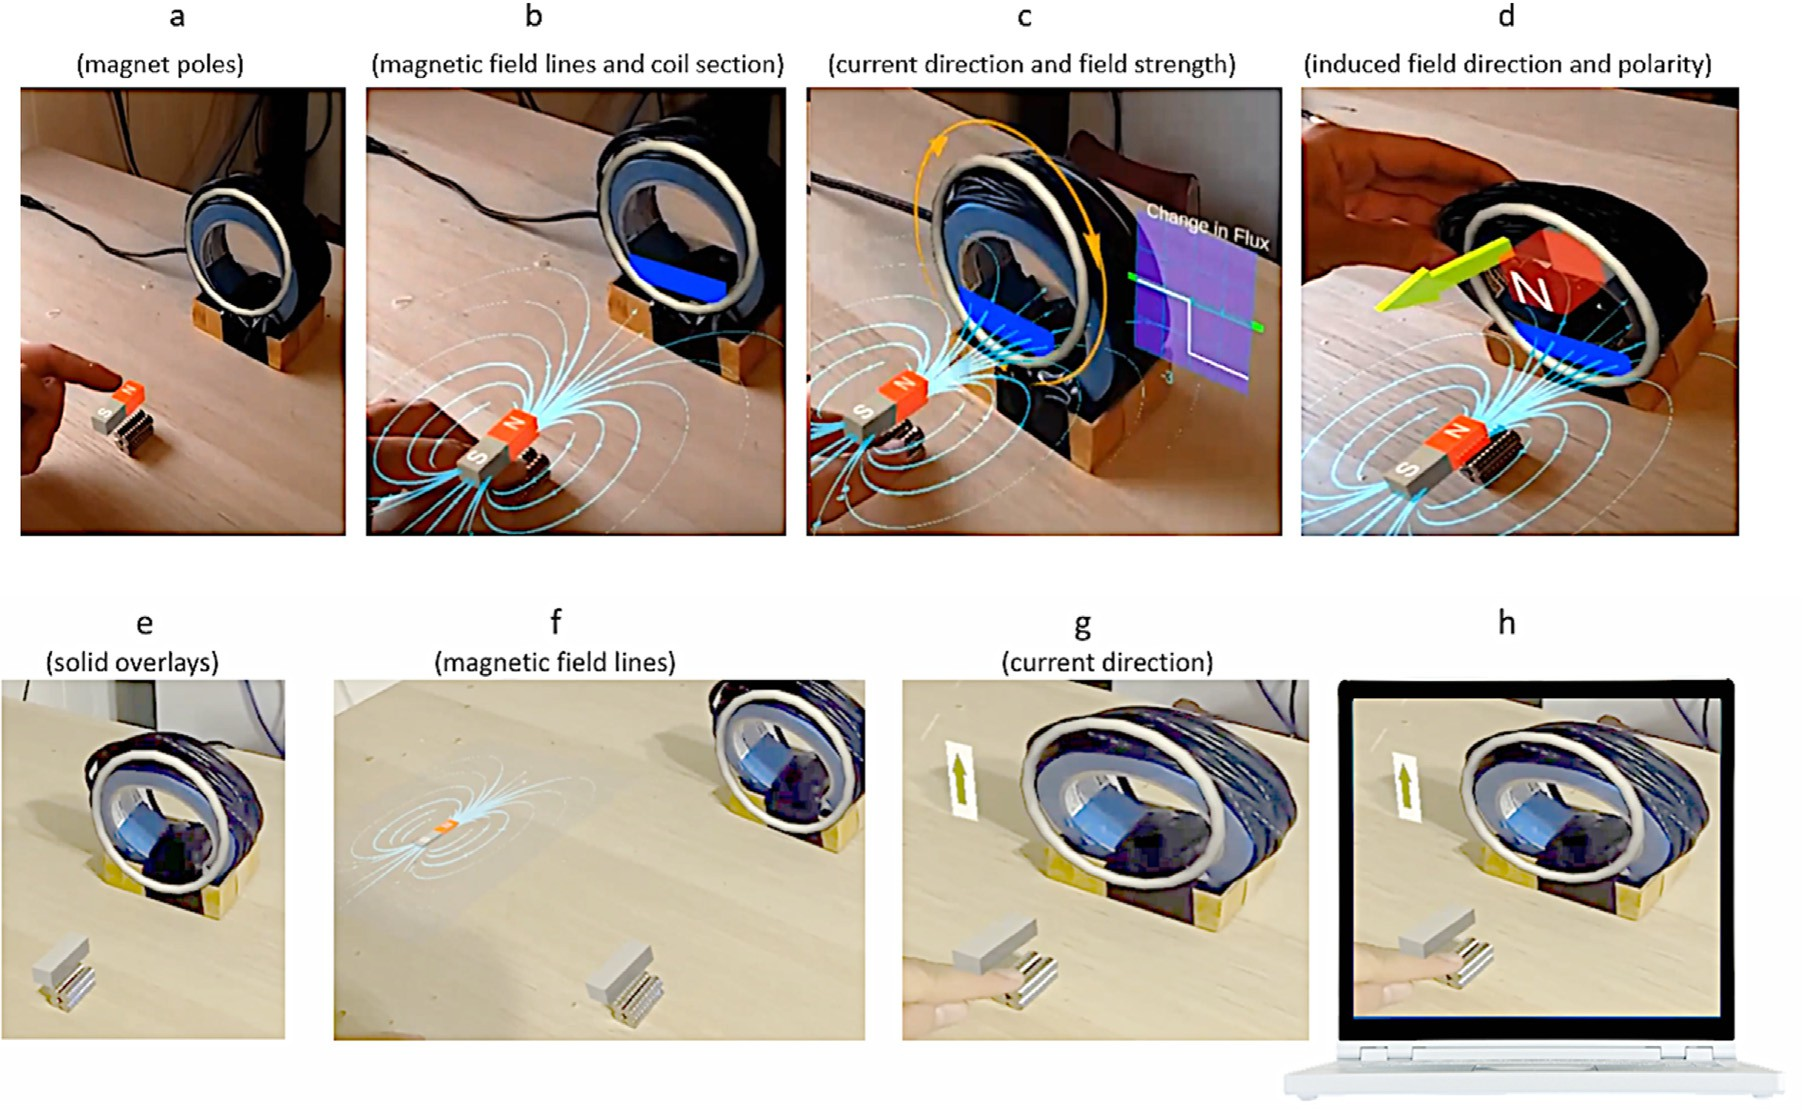 a
b
c
d
(magnet poles)
(magnetic field lines and coil section)
(current direction and field strength)
(induced field direction and polarity)
N
S
N
S
Change in Flux
-3
N
S
N
N
S
e
f
g
h
(solid overlays)
(magnetic field lines)
(current direction)